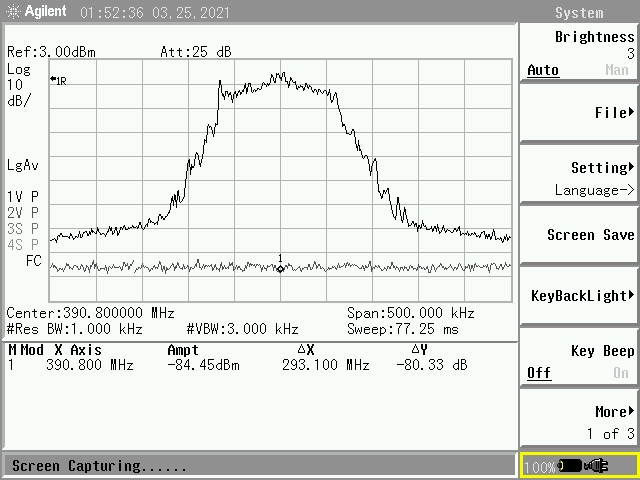 Agilent 01:52:36 03,25,2021 System
Ref:3.00dBm Att:25 dB
Log
10
dB/
1R
LgAv
1V P
2V P
3S P
4S P
FC
1
Center:390.800000 MHz Span:500.000 kHz
#Res BW:1.000 kHz #VBW:3.000 kHz Sweep:77.25 ms
M Mod X Axis Ampt △X △Y
1 390.800 MHz -84.45dBm 293.100 MHz -80.33 dB
Screen Capturing......
Brightness
3
Auto Man
File
Setting
Language->
Screen Save
KeyBackLight
Key Beep
Off On
More
1 of 3
100%